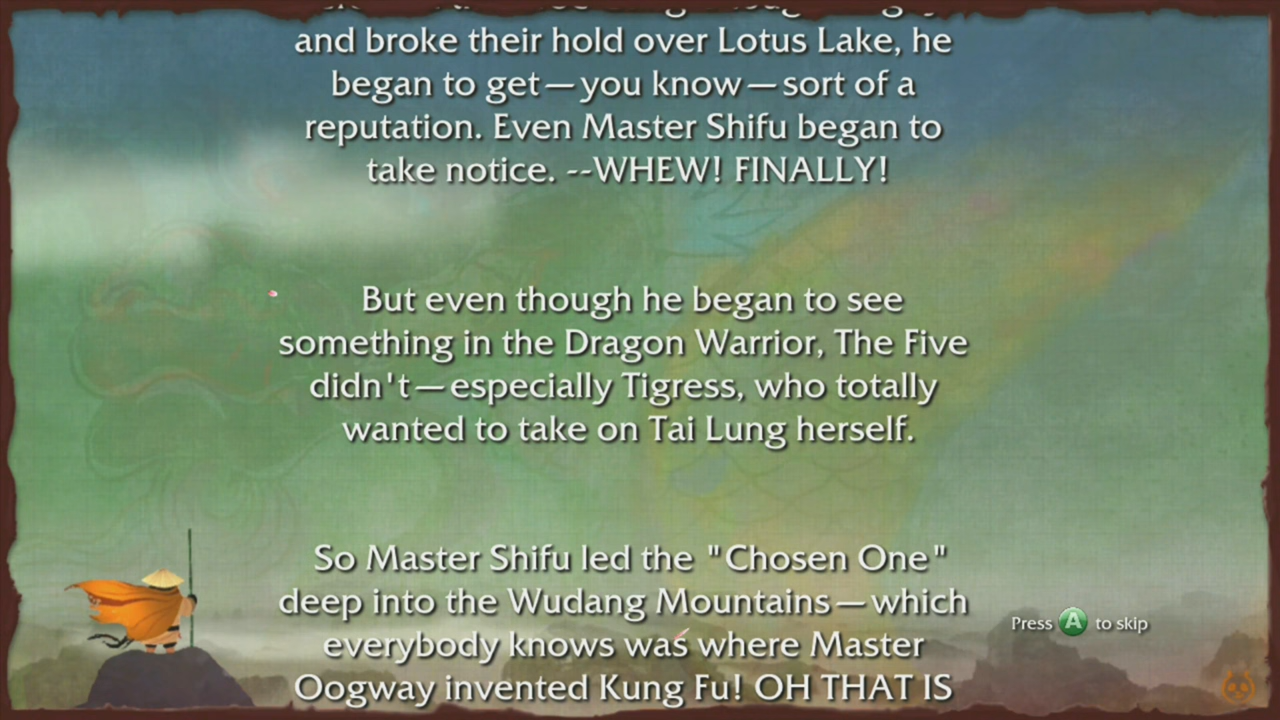 and broke their hold over Lotus Lake, he
began to get—you know—sort of a
reputation. Even Master Shifu began to
take notice. --WHEW! FINALLY!
But even though he began to see
something in the Dragon Warrior, The Five
didn't—especially Tigress, who totally
wanted to take on Tai Lung herself.
So Master Shifu led the "Chosen One"
deep into the Wudang Mountains—which
everybody knows was where Master
Oogway invented Kung Fu! OH THAT IS
Press A to skip